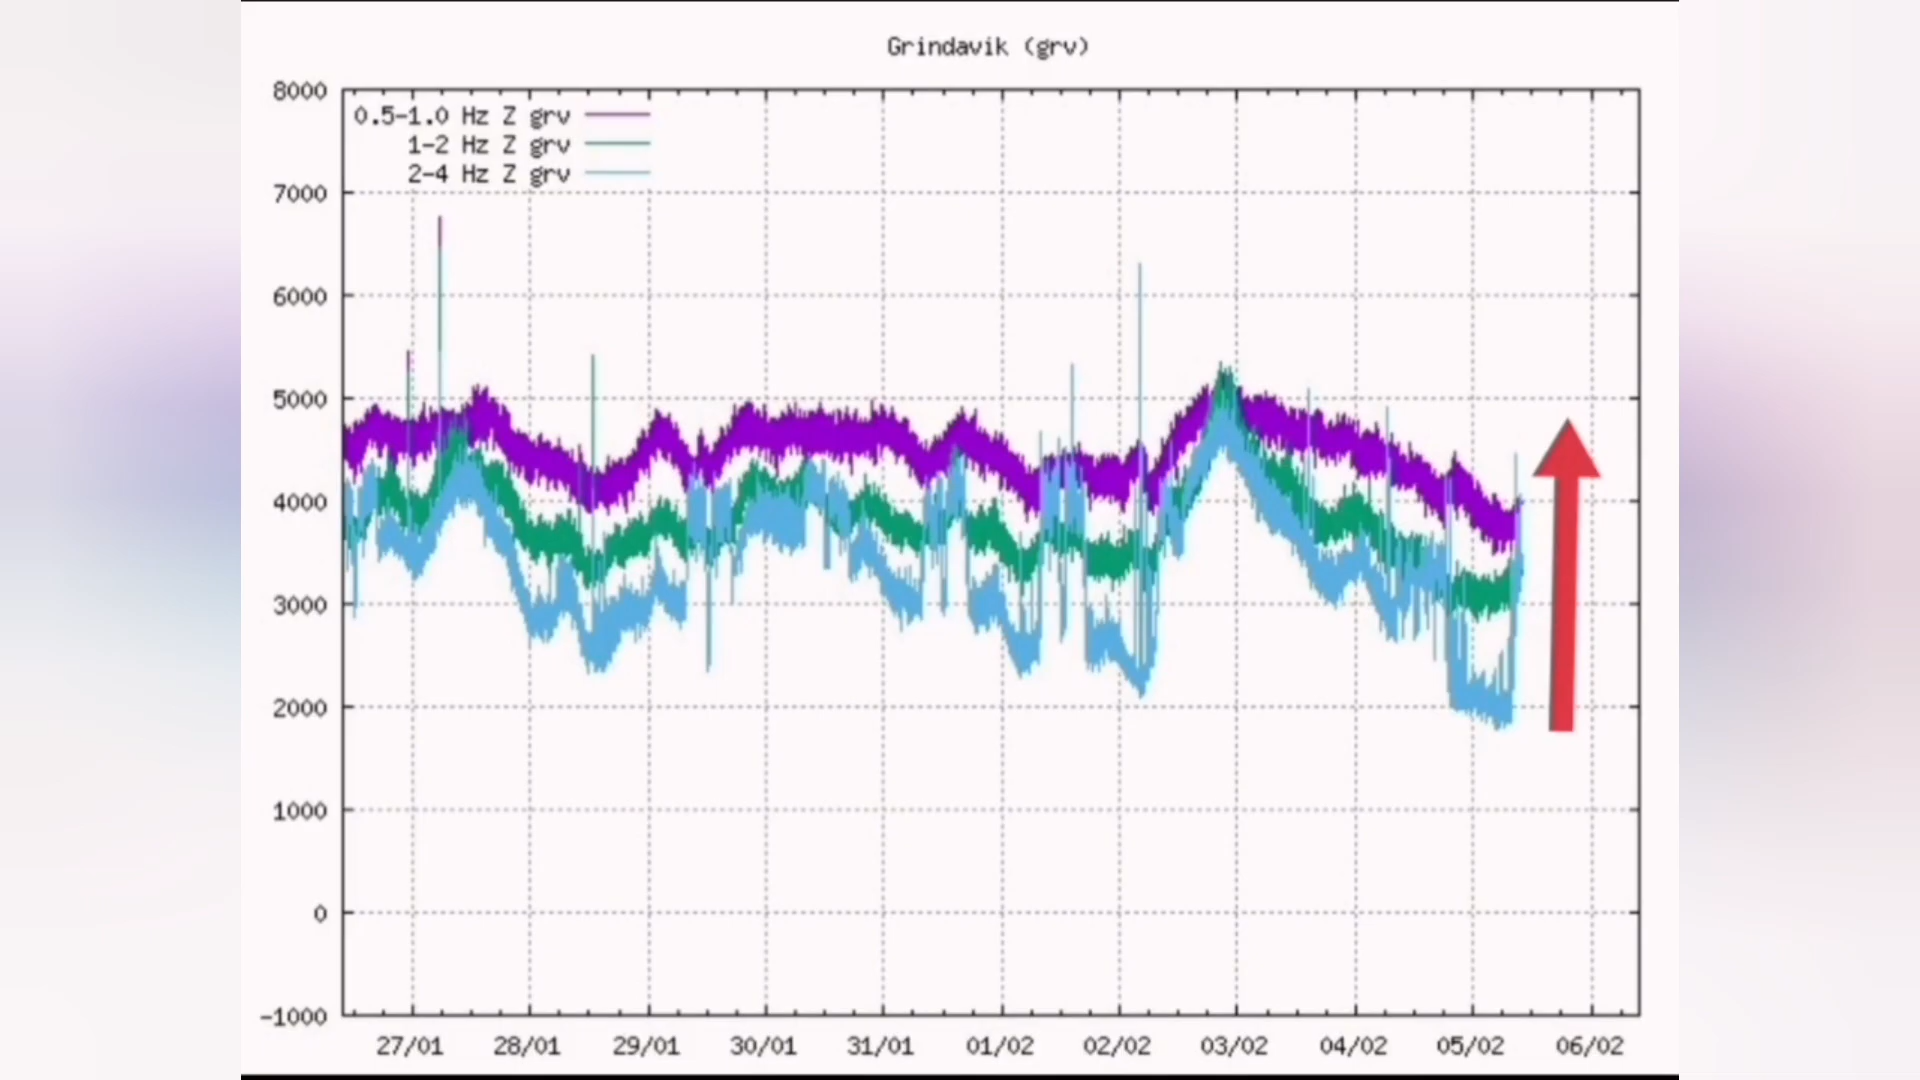 Grindavik (grv)
8000
0.5-1.0 Hz Z grv
1-2 Hz Z grv
2-4 Hz Z grv
7000
6000
5000
4000
3000
2000
1000
0
-1000
27/01 28/01 29/01 30/01 31/01 01/02 02/02 03/02 04/02 05/02 06/02